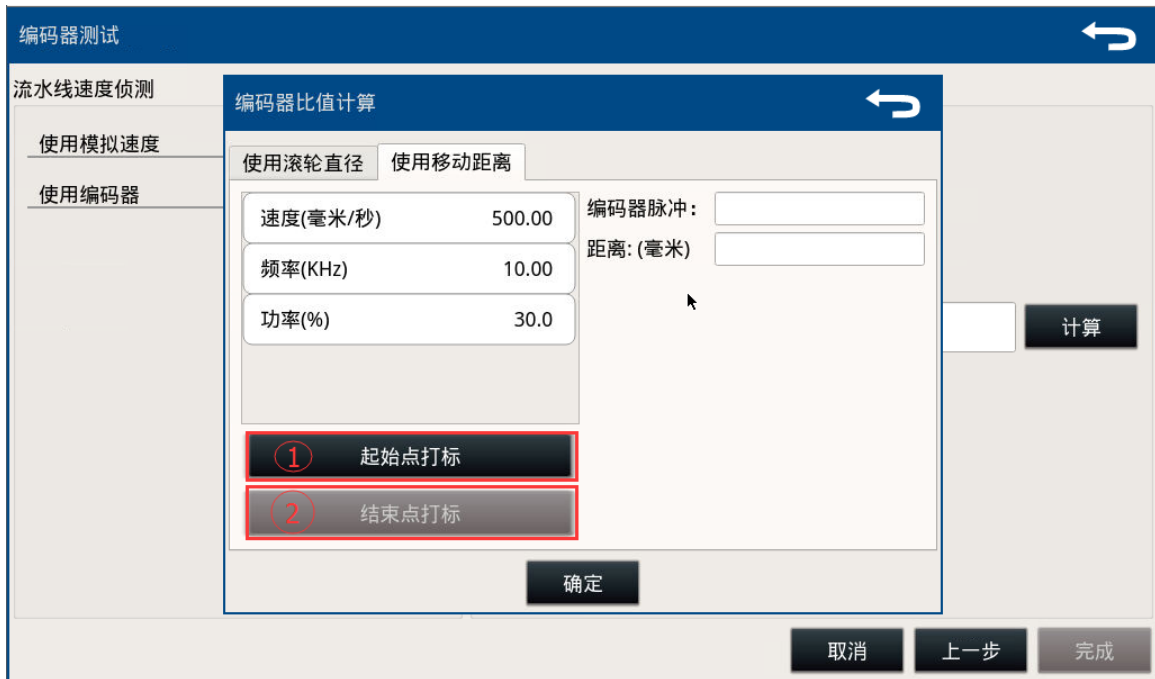 编码器测试
流水线速度侦测
使用模拟速度
使用编码器
编码器比值计算
使用滚轮直径
使用移动距离
速度(毫米/秒) 500.00
频率(KHz) 10.00
功率(%) 30.0
编码器脉冲：
距离: (毫米)
① 起始点打标
② 结束点打标
确定
计算
取消
上一步
完成